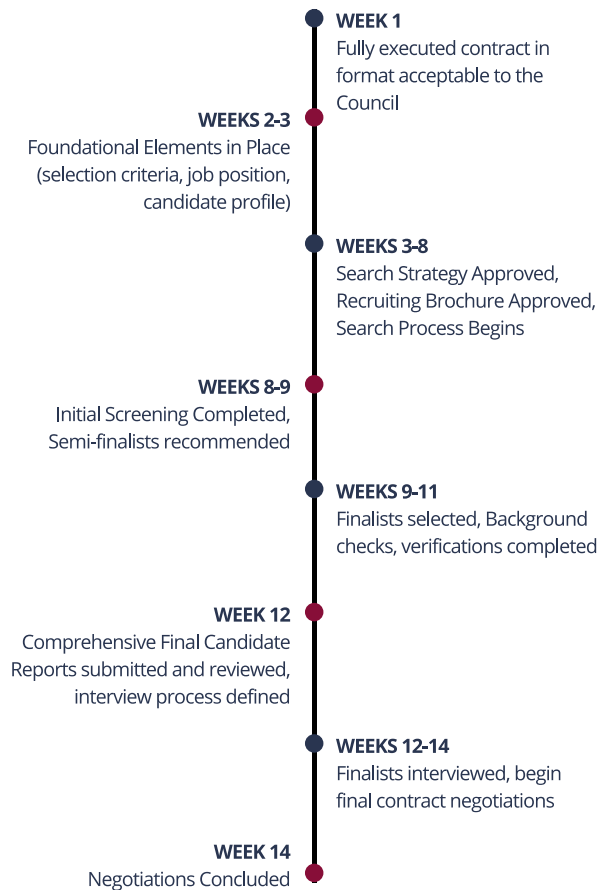 WEEK 1
Fully executed contract in
format acceptable to the
Council
WEEKS 2-3
Foundational Elements in Place
(selection criteria, job position,
candidate profile)
WEEKS 3-8
Search Strategy Approved,
Recruiting Brochure Approved,
Search Process Begins
WEEKS 8-9
Initial Screening Completed,
Semi-finalists recommended
WEEKS 9-11
Finalists selected, Background
checks, verifications completed
WEEK 12
Comprehensive Final Candidate
Reports submitted and reviewed,
interview process defined
WEEKS 12-14
Finalists interviewed, begin
final contract negotiations
WEEK 14
Negotiations Concluded